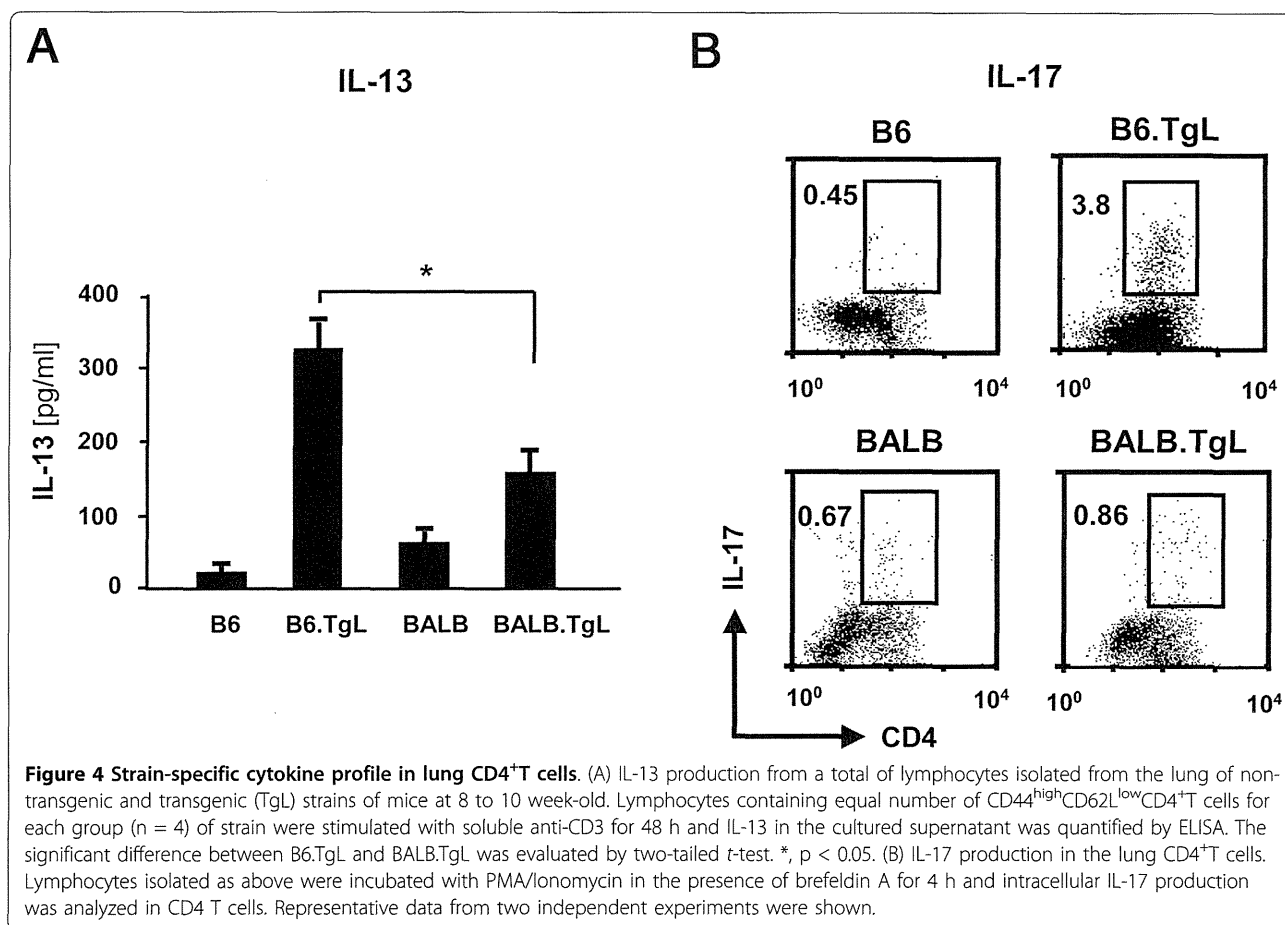 A
IL-13
IL-13 [pg/ml]
400
300
200
100
0
*
B6
B6.TgL
BALB
BALB.TgL
B
IL-17
B6
B6.TgL
0.45
3.8
10⁰
10⁴
10⁰
10⁴
BALB
BALB.TgL
0.67
0.86
10⁰
10⁴
10⁰
10⁴
IL-17
CD4
Figure 4 Strain-specific cytokine profile in lung CD4⁺T cells. (A) IL-13 production from a total of lymphocytes isolated from the lung of non-
transgenic and transgenic (TgL) strains of mice at 8 to 10 week-old. Lymphocytes containing equal number of CD44ʰⁱᵍʰCD62LˡᵒʷCD4⁺T cells for
each group (n = 4) of strain were stimulated with soluble anti-CD3 for 48 h and IL-13 in the cultured supernatant was quantified by ELISA. The
significant difference between B6.TgL and BALB.TgL was evaluated by two-tailed t-test. *, p < 0.05. (B) IL-17 production in the lung CD4⁺T cells.
Lymphocytes isolated as above were incubated with PMA/Ionomycin in the presence of brefeldin A for 4 h and intracellular IL-17 production
was analyzed in CD4 T cells. Representative data from two independent experiments were shown.